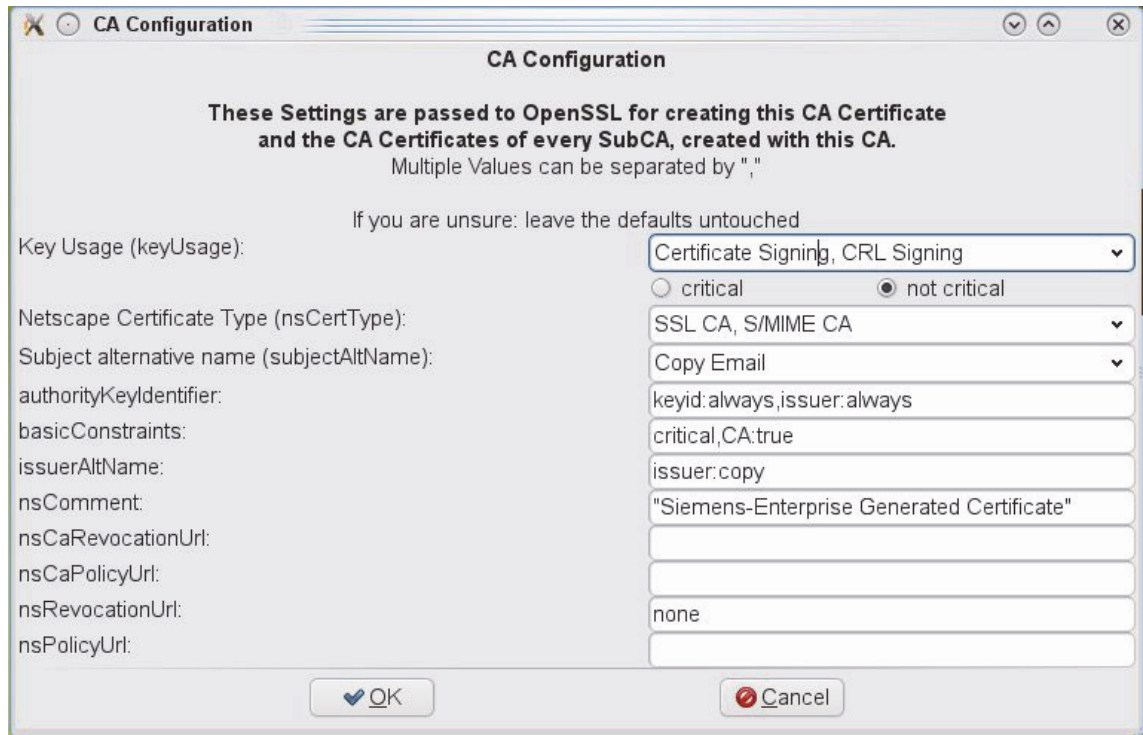 CA Configuration
CA Configuration
These Settings are passed to OpenSSL for creating this CA Certificate
and the CA Certificates of every SubCA, created with this CA.
Multiple Values can be separated by ","
If you are unsure: leave the defaults untouched
Key Usage (keyUsage):
Certificate Signing, CRL Signing
critical not critical
Netscape Certificate Type (nsCertType):
SSL CA, S/MIME CA
Subject alternative name (subjectAltName):
Copy Email
authorityKeyIdentifier:
keyid:always,issuer:always
basicConstraints:
critical,CA:true
issuerAltName:
issuer:copy
nsComment:
"Siemens-Enterprise Generated Certificate"
nsCaRevocationUrl:
nsCaPolicyUrl:
nsRevocationUrl:
none
nsPolicyUrl:
OK
Cancel